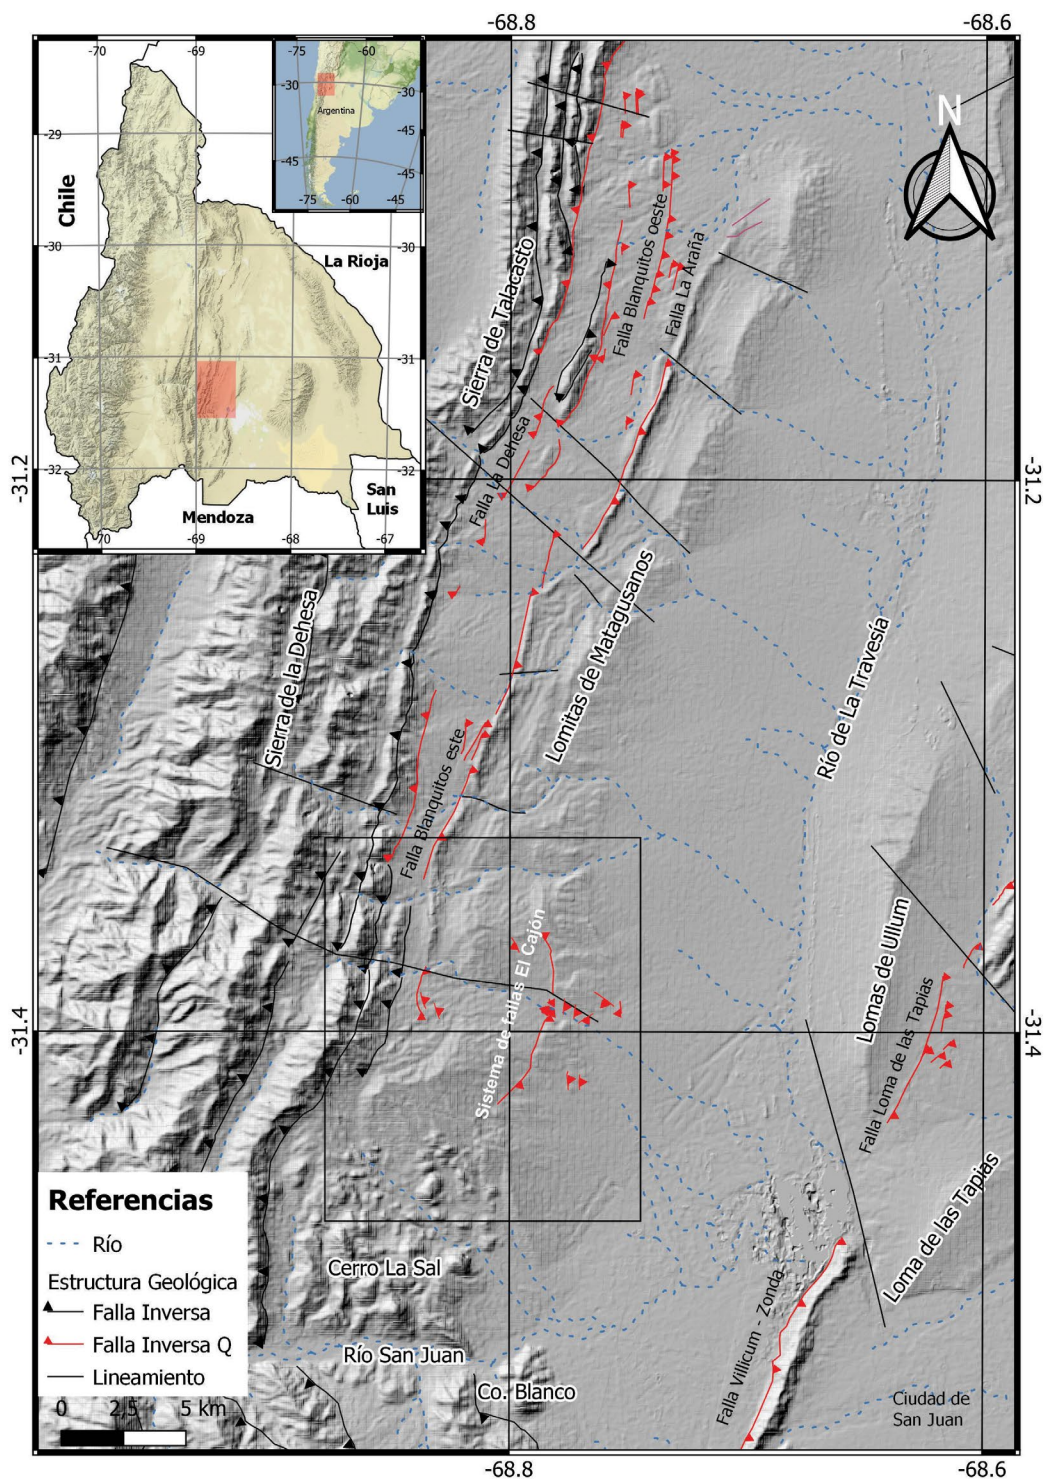 -68.8
-68.6
-70
-69
-75
-60
-30
-30
Argentina
-45
-45
-75
-60
-45
-29
Chile
-30
La Rioja
-31
-32
San
Luis
Mendoza
-70
-69
-68
-67
N
-31.2
-31.2
Sierra de Talacasto
Falla Blanquitos oeste
Falla La Araña
Falla La Dehesa
Sierra de la Dehesa
Lomitas de Matagusanos
Río de La Travesía
Falla Blanquitos este
Sistema de fallas El Cajón
Lomas de Ullum
Falla Loma de las Tapias
-31.4
-31.4
Loma de las Tapias
Cerro La Sal
Río San Juan
Co. Blanco
Falla Villicum - Zonda
Ciudad de
San Juan
Referencias
Río
Estructura Geológica
Falla Inversa
Falla Inversa Q
Lineamiento
0 2,5 5 km
-68.8
-68.6